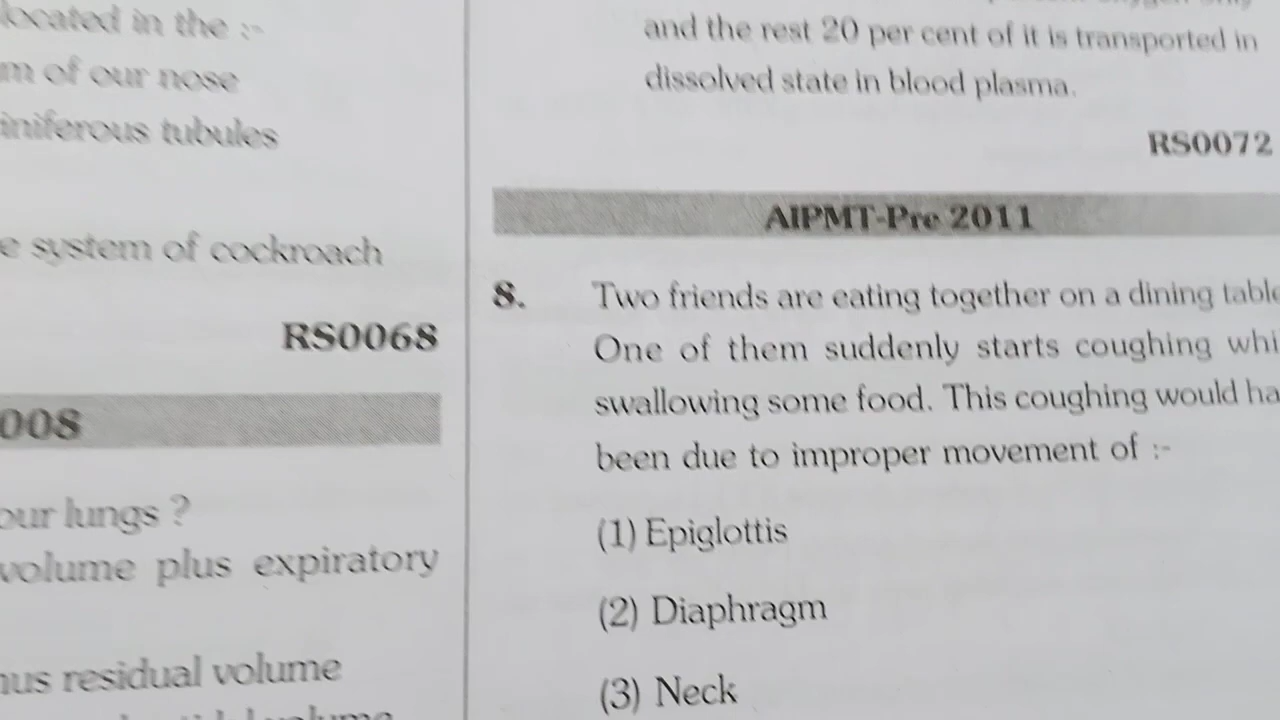 located in the :-
of our nose
tubules
system of cockroach
RS0068
008
our lungs ?
volume plus expiratory
residual volume
and the rest 20 per cent of it is transported in
dissolved state in blood plasma.
RS0072
AIPMT-Pre 2011
8. Two friends are eating together on a dining table
One of them suddenly starts coughing whi
swallowing some food. This coughing would ha
been due to improper movement of :-
(1) Epiglottis
(2) Diaphragm
(3) Neck